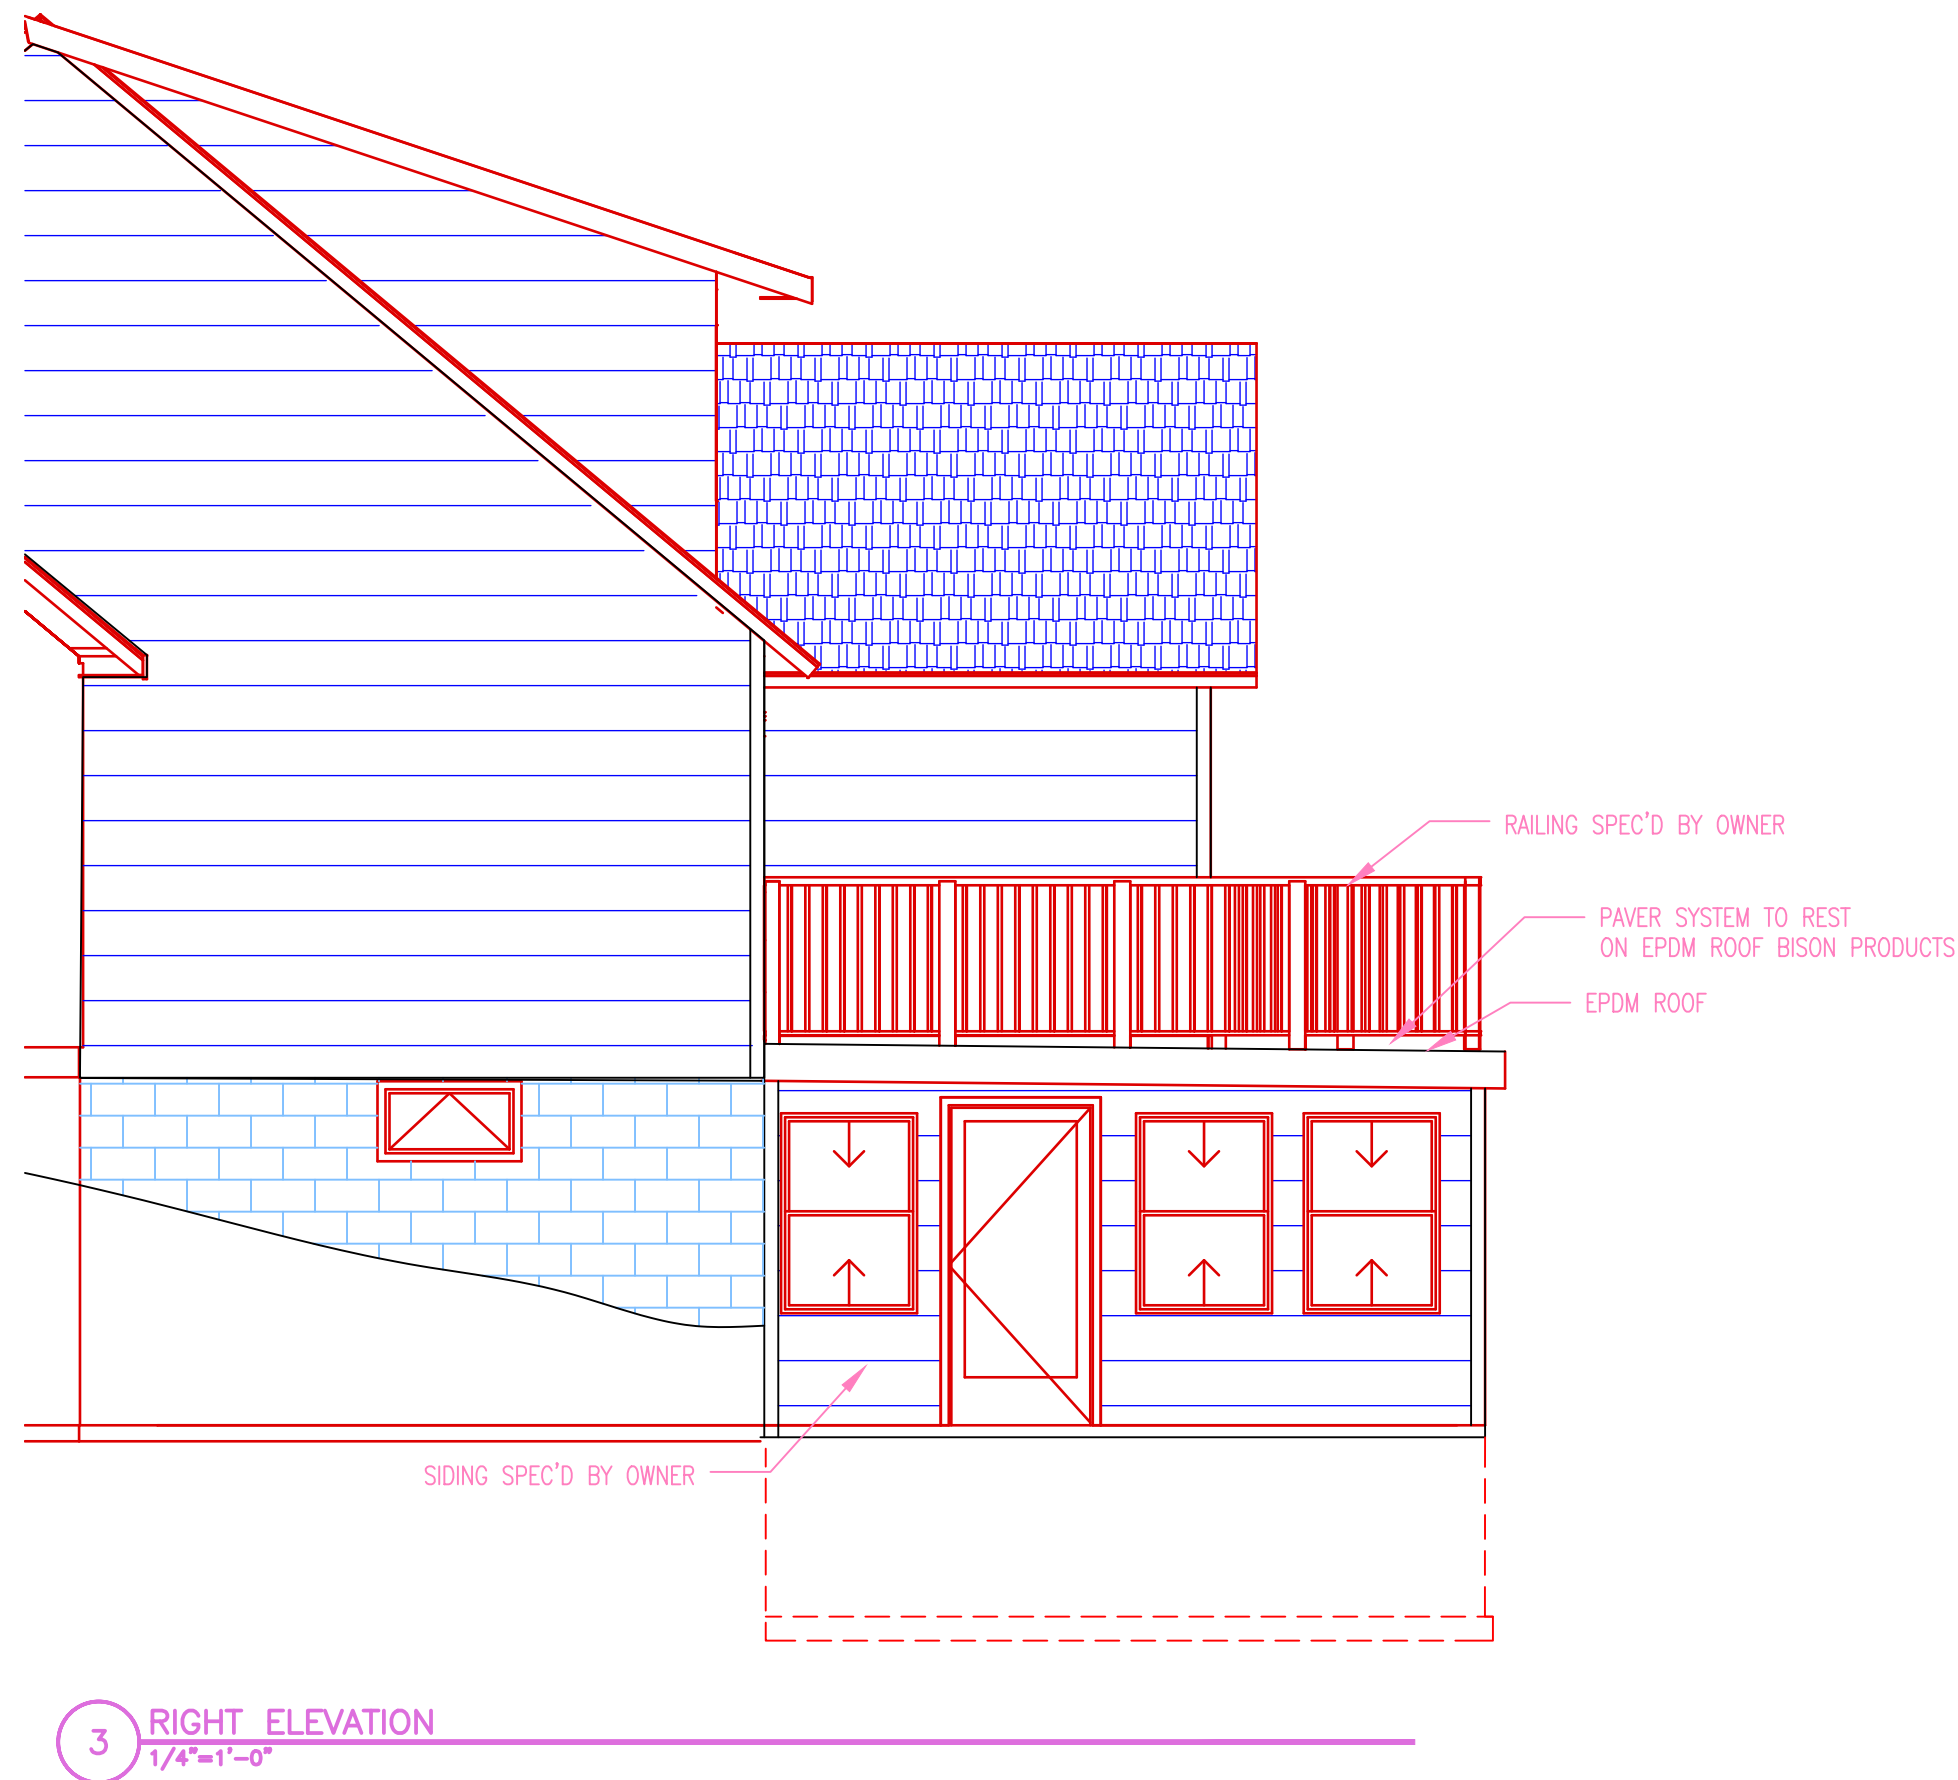 RAILING SPEC'D BY OWNER
PAVER SYSTEM TO REST
ON EPDM ROOF BISON PRODUCTS
EPDM ROOF
SIDING SPEC'D BY OWNER
3
RIGHT ELEVATION
1/4"=1'-0"